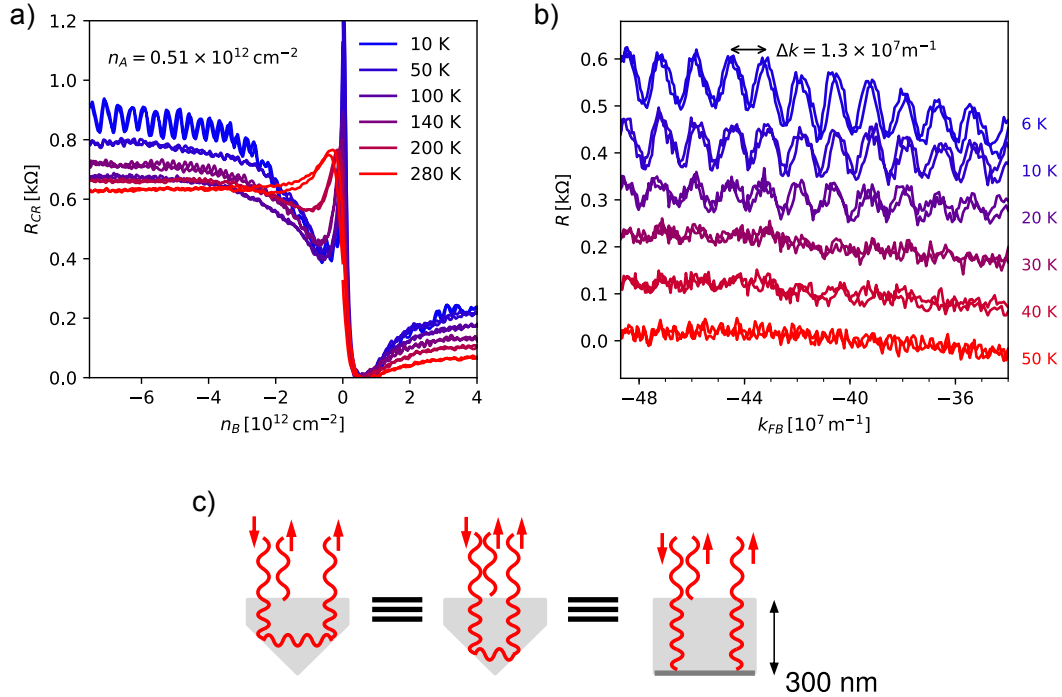 a)
1.2
1.0
0.8
0.6
0.4
0.2
0.0
R_CR [kΩ]
n_A = 0.51 × 10^12 cm^−2
10 K
50 K
100 K
140 K
200 K
280 K
−6 −4 −2 0 2 4
n_B [10^12 cm^−2]
b)
0.6
0.5
0.4
0.3
0.2
0.1
0.0
R [kΩ]
Δk = 1.3 × 10^7 m^−1
6 K
10 K
20 K
30 K
40 K
50 K
−48 −44 −40 −36
k_FB [10^7 m^−1]
c)
300 nm